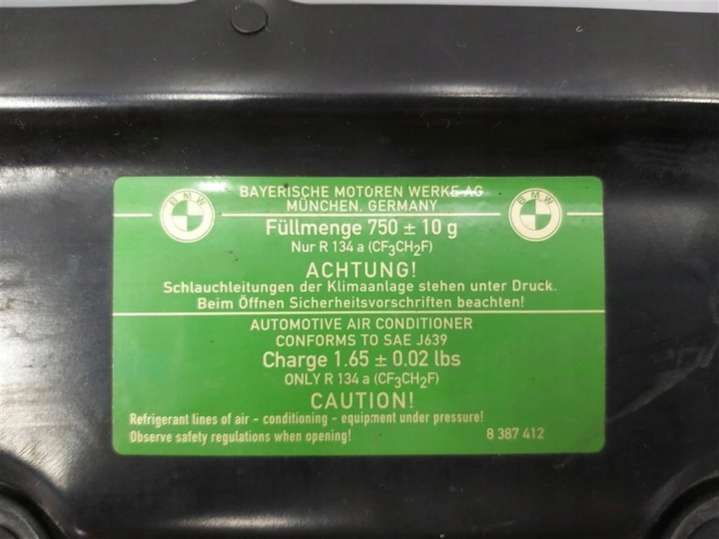 BAYERISCHE MOTOREN WERKE AG
MÜNCHEN, GERMANY
BMW
BMW
Füllmenge 750 ± 10 g
Nur R 134 a (CF₃CH₂F)
ACHTUNG!
Schlauchleitungen der Klimaanlage stehen unter Druck.
Beim Öffnen Sicherheitsvorschriften beachten!
AUTOMOTIVE AIR CONDITIONER
CONFORMS TO SAE J639
Charge 1.65 ± 0.02 lbs
ONLY R 134 a (CF₃CH₂F)
CAUTION!
Refrigerant lines of air - conditioning - equipment under pressure!
Observe safety regulations when opening!
8 387 412